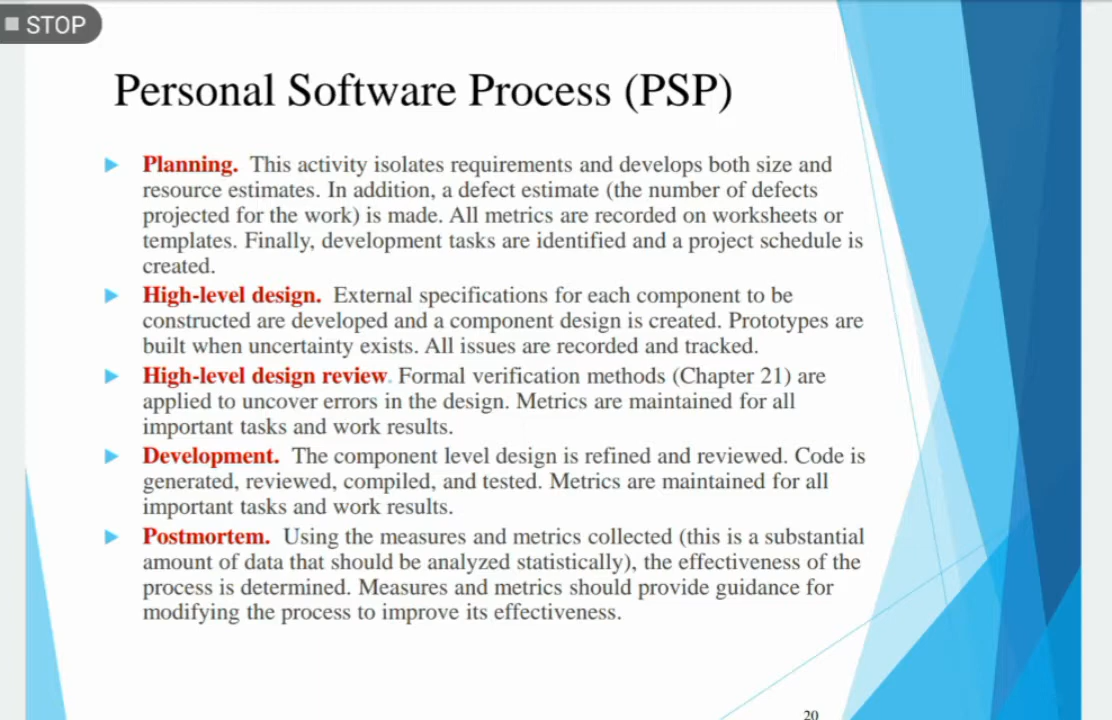 STOP
Personal Software Process (PSP)
Planning. This activity isolates requirements and develops both size and
resource estimates. In addition, a defect estimate (the number of defects
projected for the work) is made. All metrics are recorded on worksheets or
templates. Finally, development tasks are identified and a project schedule is
created.
High-level design. External specifications for each component to be
constructed are developed and a component design is created. Prototypes are
built when uncertainty exists. All issues are recorded and tracked.
High-level design review. Formal verification methods (Chapter 21) are
applied to uncover errors in the design. Metrics are maintained for all
important tasks and work results.
Development. The component level design is refined and reviewed. Code is
generated, reviewed, compiled, and tested. Metrics are maintained for all
important tasks and work results.
Postmortem. Using the measures and metrics collected (this is a substantial
amount of data that should be analyzed statistically), the effectiveness of the
process is determined. Measures and metrics should provide guidance for
modifying the process to improve its effectiveness.
20